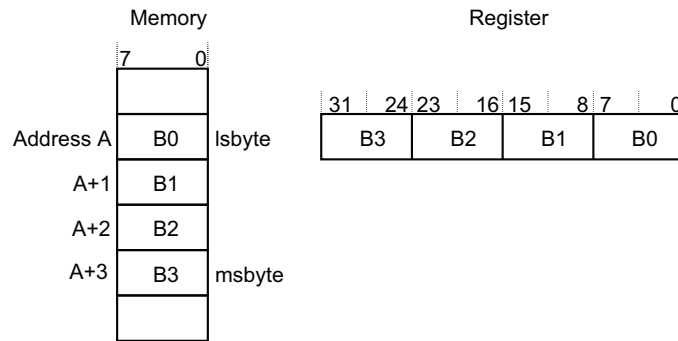 Memory
Register
7 0
31 24 23 16 15 8 7 0
Address A B0 lsbyte
B3 B2 B1 B0
A+1 B1
A+2 B2
A+3 B3 msbyte